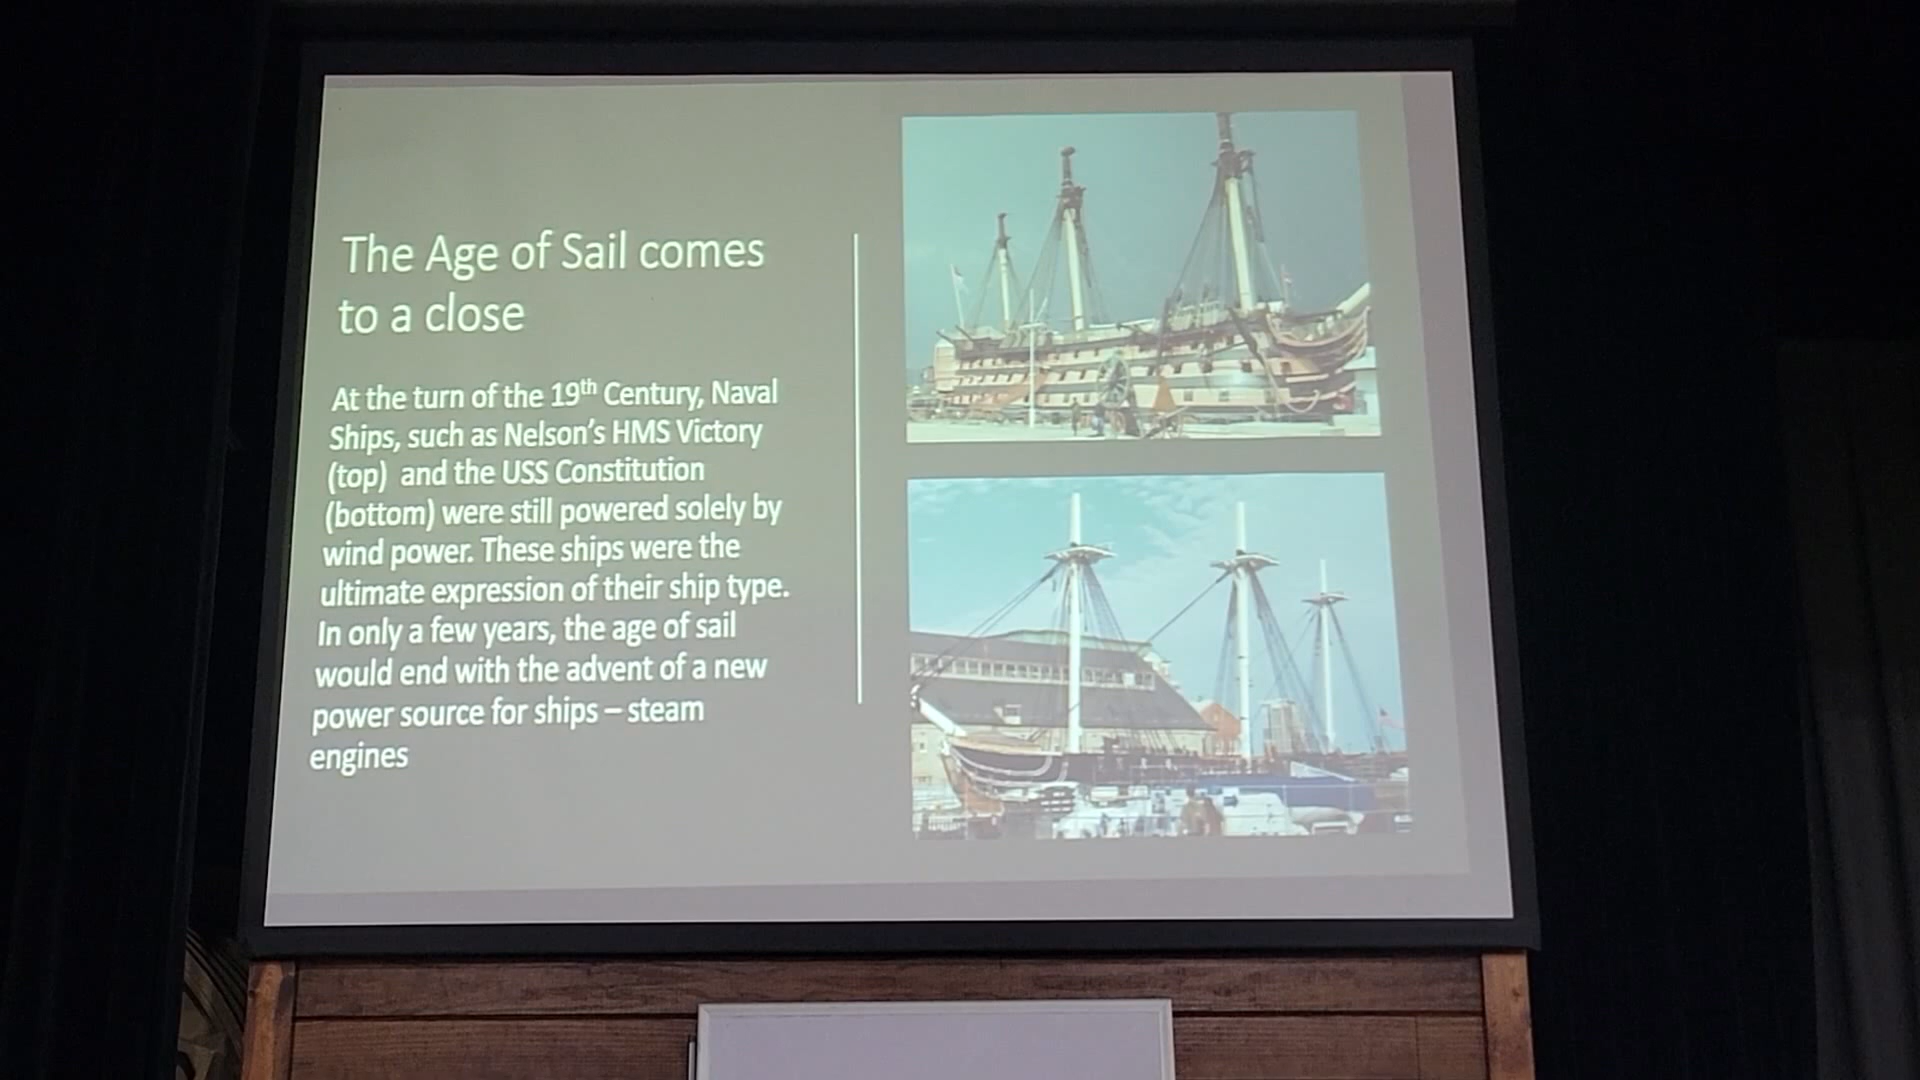 The Age of Sail comes
to a close
At the turn of the 19th Century, Naval
Ships, such as Nelson's HMS Victory
(top) and the USS Constitution
(bottom) were still powered solely by
wind power. These ships were the
ultimate expression of their ship type.
In only a few years, the age of sail
would end with the advent of a new
power source for ships – steam
engines